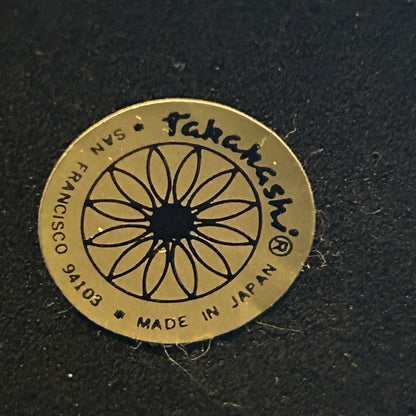 Takahashi®
SAN FRANCISCO 94103
MADE IN JAPAN